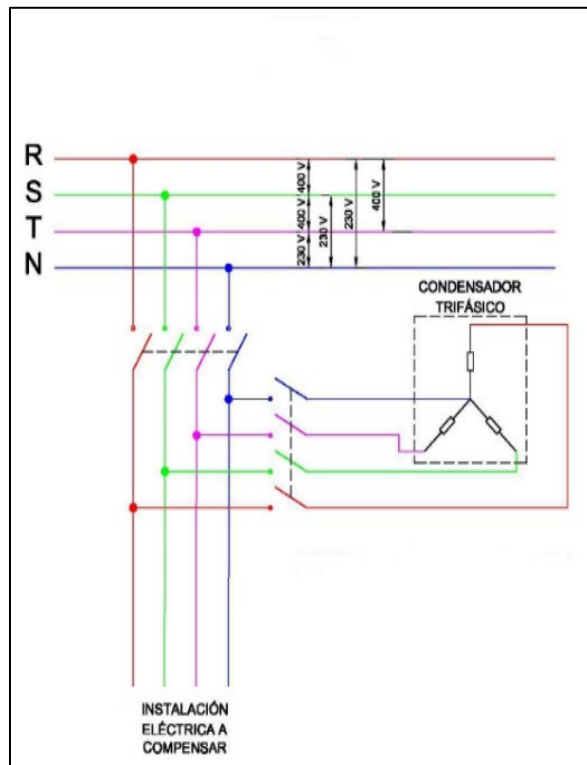 R
S
T
N
400 V
400 V
230 V
230 V
230 V
400 V
CONDENSADOR
TRIFÁSICO
INSTALACIÓN
ELÉCTRICA A
COMPENSAR